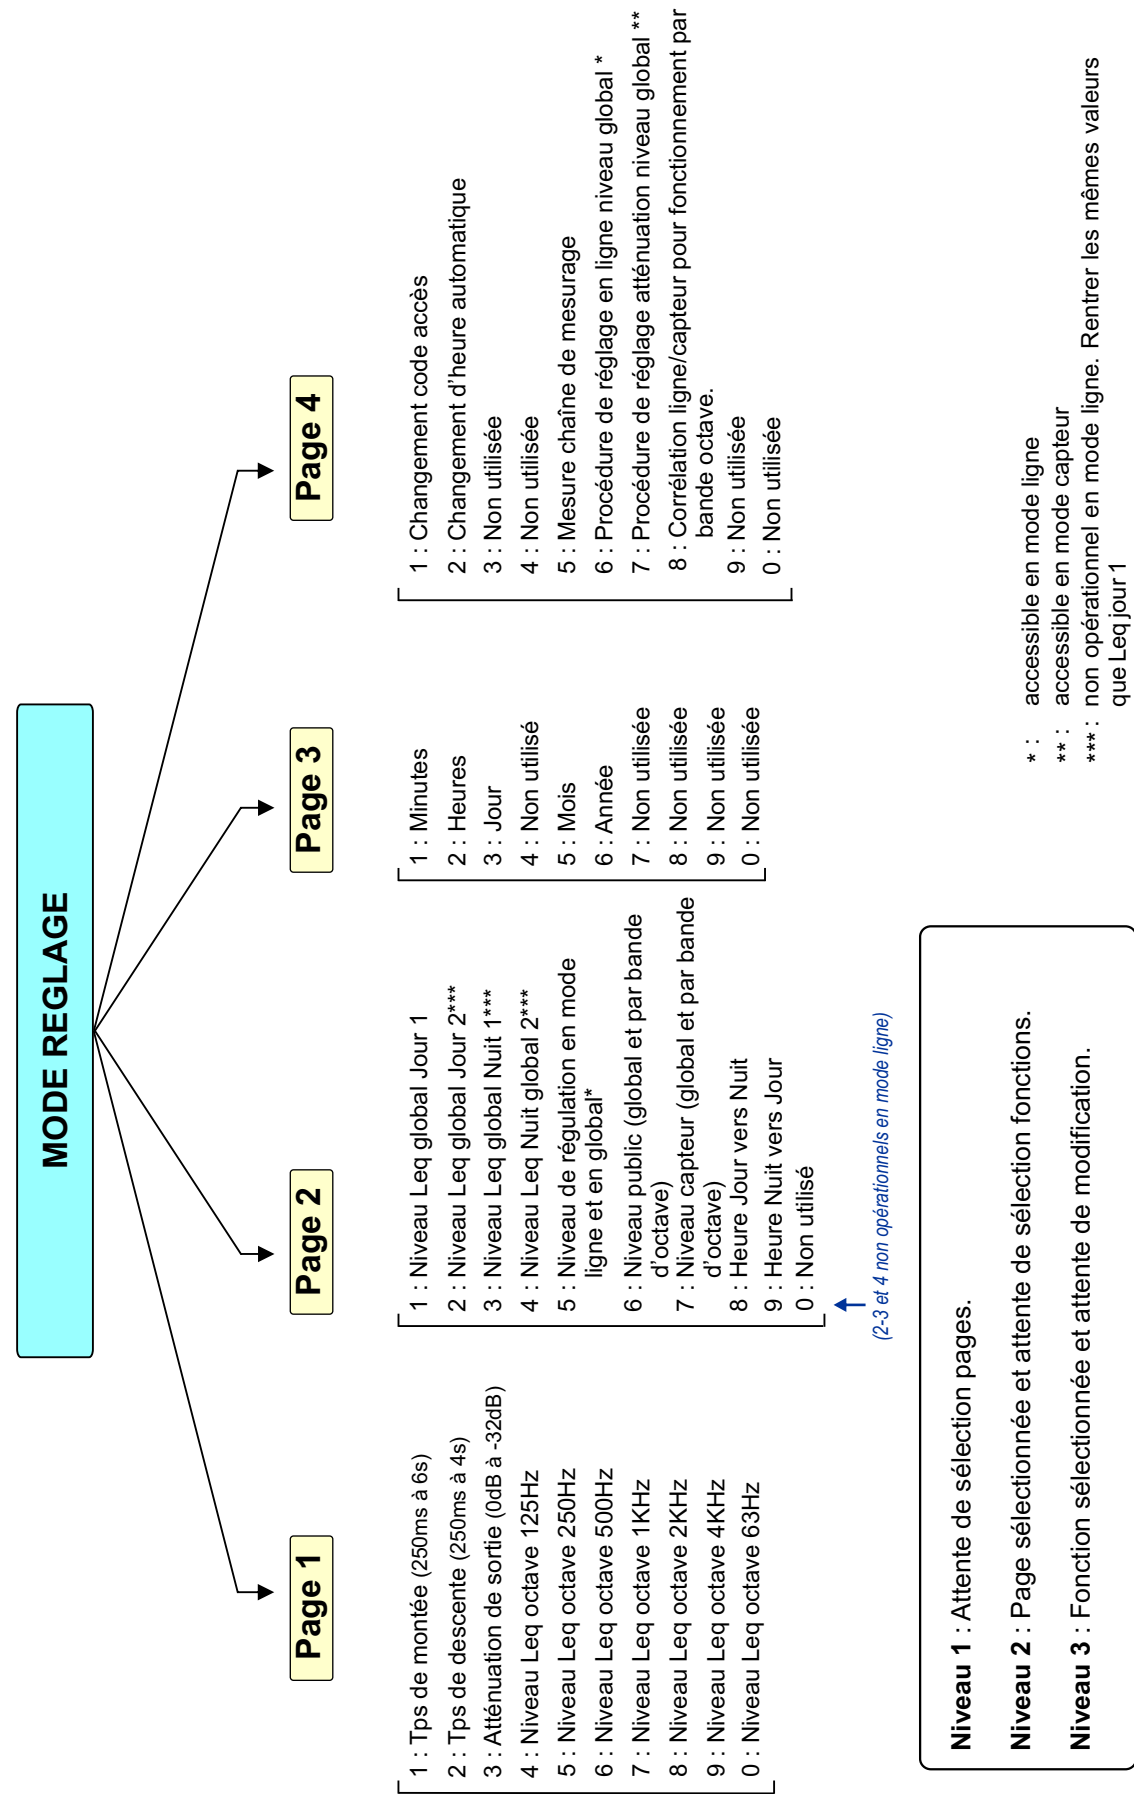 MODE REGLAGE
Page 1
1 : Tps de montée (250ms à 6s)
2 : Tps de descente (250ms à 4s)
3 : Atténuation de sortie (0dB à -32dB)
4 : Niveau Leq octave 125Hz
5 : Niveau Leq octave 250Hz
6 : Niveau Leq octave 500Hz
7 : Niveau Leq octave 1KHz
8 : Niveau Leq octave 2KHz
9 : Niveau Leq octave 4KHz
0 : Niveau Leq octave 63Hz
Page 2
1 : Niveau Leq global Jour 1
2 : Niveau Leq global Jour 2***
3 : Niveau Leq global Nuit 1***
4 : Niveau Leq Nuit global 2***
5 : Niveau de régulation en mode
ligne et en global*
6 : Niveau public (global et par bande
d'octave)
7 : Niveau capteur (global et par bande
d'octave)
8 : Heure Jour vers Nuit
9 : Heure Nuit vers Jour
0 : Non utilisé
(2-3 et 4 non opérationnels en mode ligne)
Page 3
1 : Minutes
2 : Heures
3 : Jour
4 : Non utilisé
5 : Mois
6 : Année
7 : Non utilisée
8 : Non utilisée
9 : Non utilisée
0 : Non utilisée
Page 4
1 : Changement code accès
2 : Changement d'heure automatique
3 : Non utilisée
4 : Non utilisée
5 : Mesure chaîne de mesurage
6 : Procédure de réglage en ligne niveau global *
7 : Procédure de réglage atténuation niveau global **
8 : Corrélation ligne/capteur pour fonctionnement par
bande octave.
9 : Non utilisée
0 : Non utilisée
Niveau 1 : Attente de sélection pages.
Niveau 2 : Page sélectionnée et attente de sélection fonctions.
Niveau 3 : Fonction sélectionnée et attente de modification.
* : accessible en mode ligne
** : accessible en mode capteur
*** : non opérationnel en mode ligne. Rentrer les mêmes valeurs
que Leq jour 1